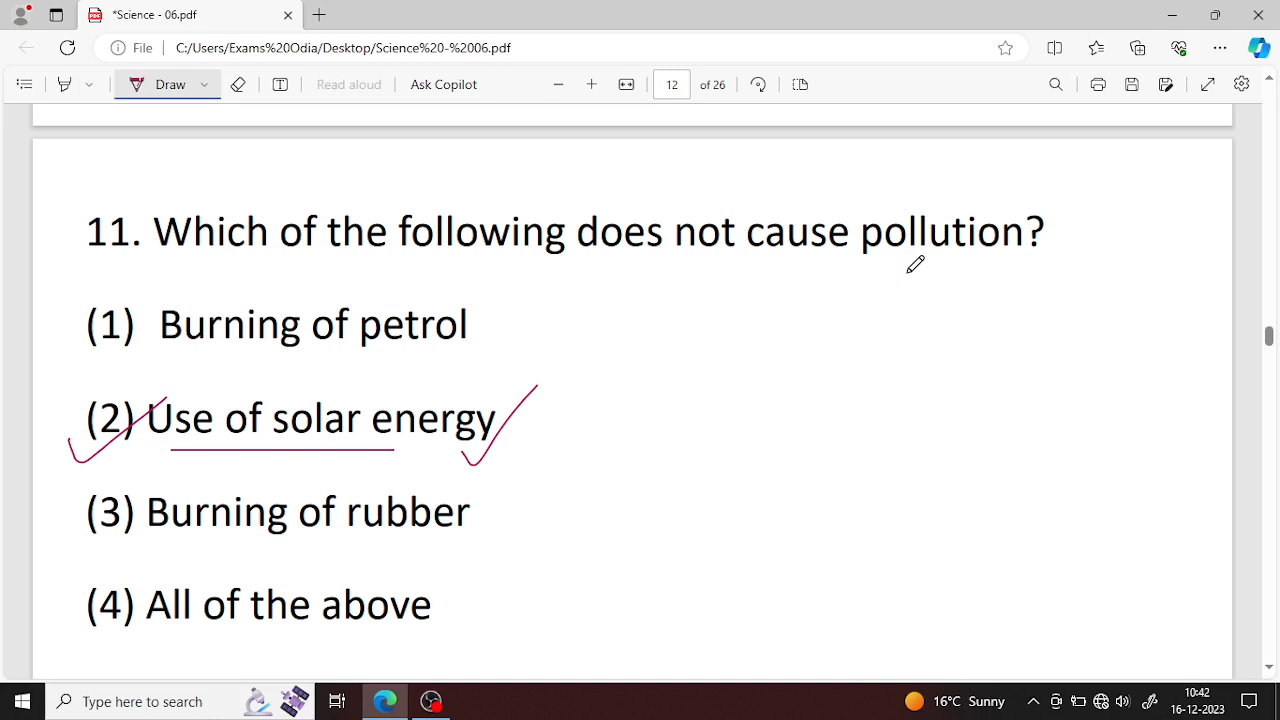 *Science - 06.pdf
File C:/Users/Exams%20Odia/Desktop/Science%20-%2006.pdf
Draw Read aloud Ask Copilot 12 of 26
11. Which of the following does not cause pollution?
(1) Burning of petrol
(2) Use of solar energy
(3) Burning of rubber
(4) All of the above
Type here to search 16°C Sunny 10:42
16-12-2023